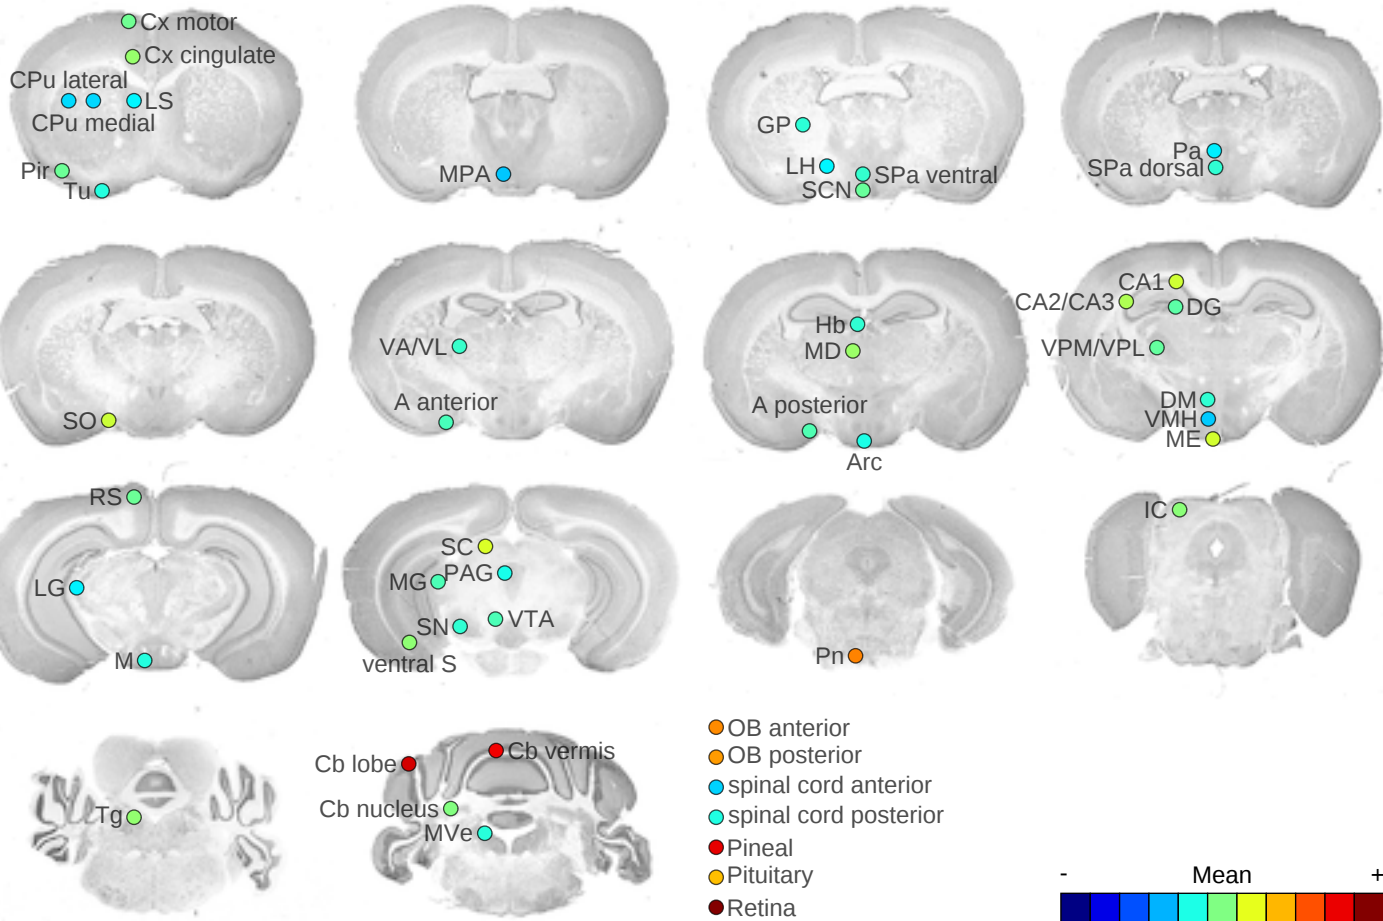 Cx motor
Cx cingulate
CPu lateral
LS
CPu medial
Pir
Tu
MPA
GP
LH
SPa ventral
SCN
Pa
SPa dorsal
SO
VA/VL
A anterior
Hb
MD
A posterior
Arc
CA1
CA2/CA3
DG
VPM/VPL
DM
VMH
ME
RS
LG
M
SC
PAG
MG
SN
VTA
ventral S
Pn
IC
Tg
Cb lobe
Cb vermis
Cb nucleus
MVe
OB anterior
OB posterior
spinal cord anterior
spinal cord posterior
Pineal
Pituitary
Retina
- Mean +